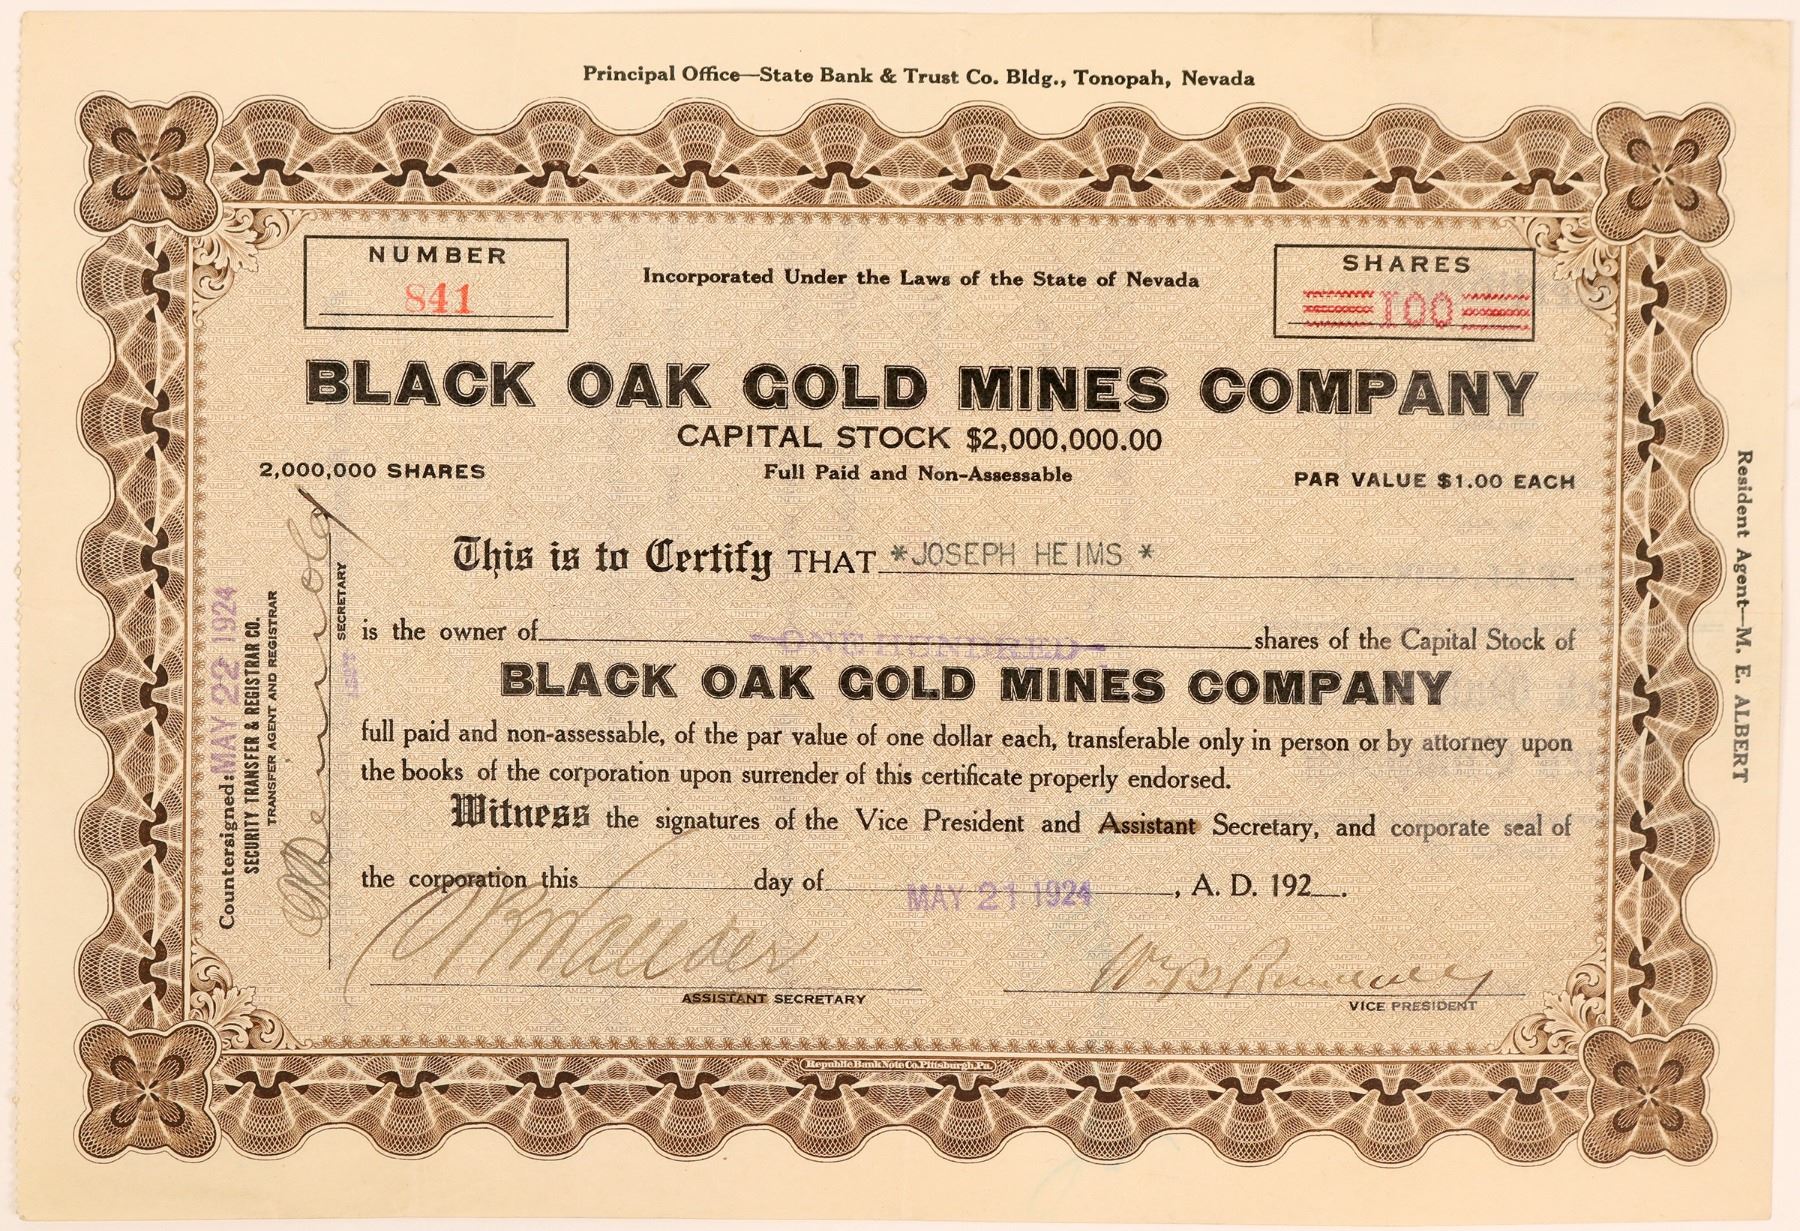 Principal Office—State Bank & Trust Co. Bldg., Tonopah, Nevada
NUMBER
841
Incorporated Under the Laws of the State of Nevada
SHARES
100
BLACK OAK GOLD MINES COMPANY
CAPITAL STOCK $2,000,000.00
2,000,000 SHARES
Full Paid and Non-Assessable
PAR VALUE $1.00 EACH
This is to Certify THAT *JOSEPH HEIMS *
is the owner of -ONE HUNDRED- shares of the Capital Stock of
BLACK OAK GOLD MINES COMPANY
full paid and non-assessable, of the par value of one dollar each, transferable only in person or by attorney upon
the books of the corporation upon surrender of this certificate properly endorsed.
Witness the signatures of the Vice President and Assistant Secretary, and corporate seal of
the corporation this day of MAY 21 1924, A. D. 192
ASSISTANT SECRETARY
VICE PRESIDENT
Republic Bank Note Co. Pittsburgh, Pa.
Countersigned: MAY 22 1924
SECURITY TRANSFER & REGISTRAR CO.
TRANSFER AGENT AND REGISTRAR
SECRETARY
Resident Agent—M. E. ALBERT